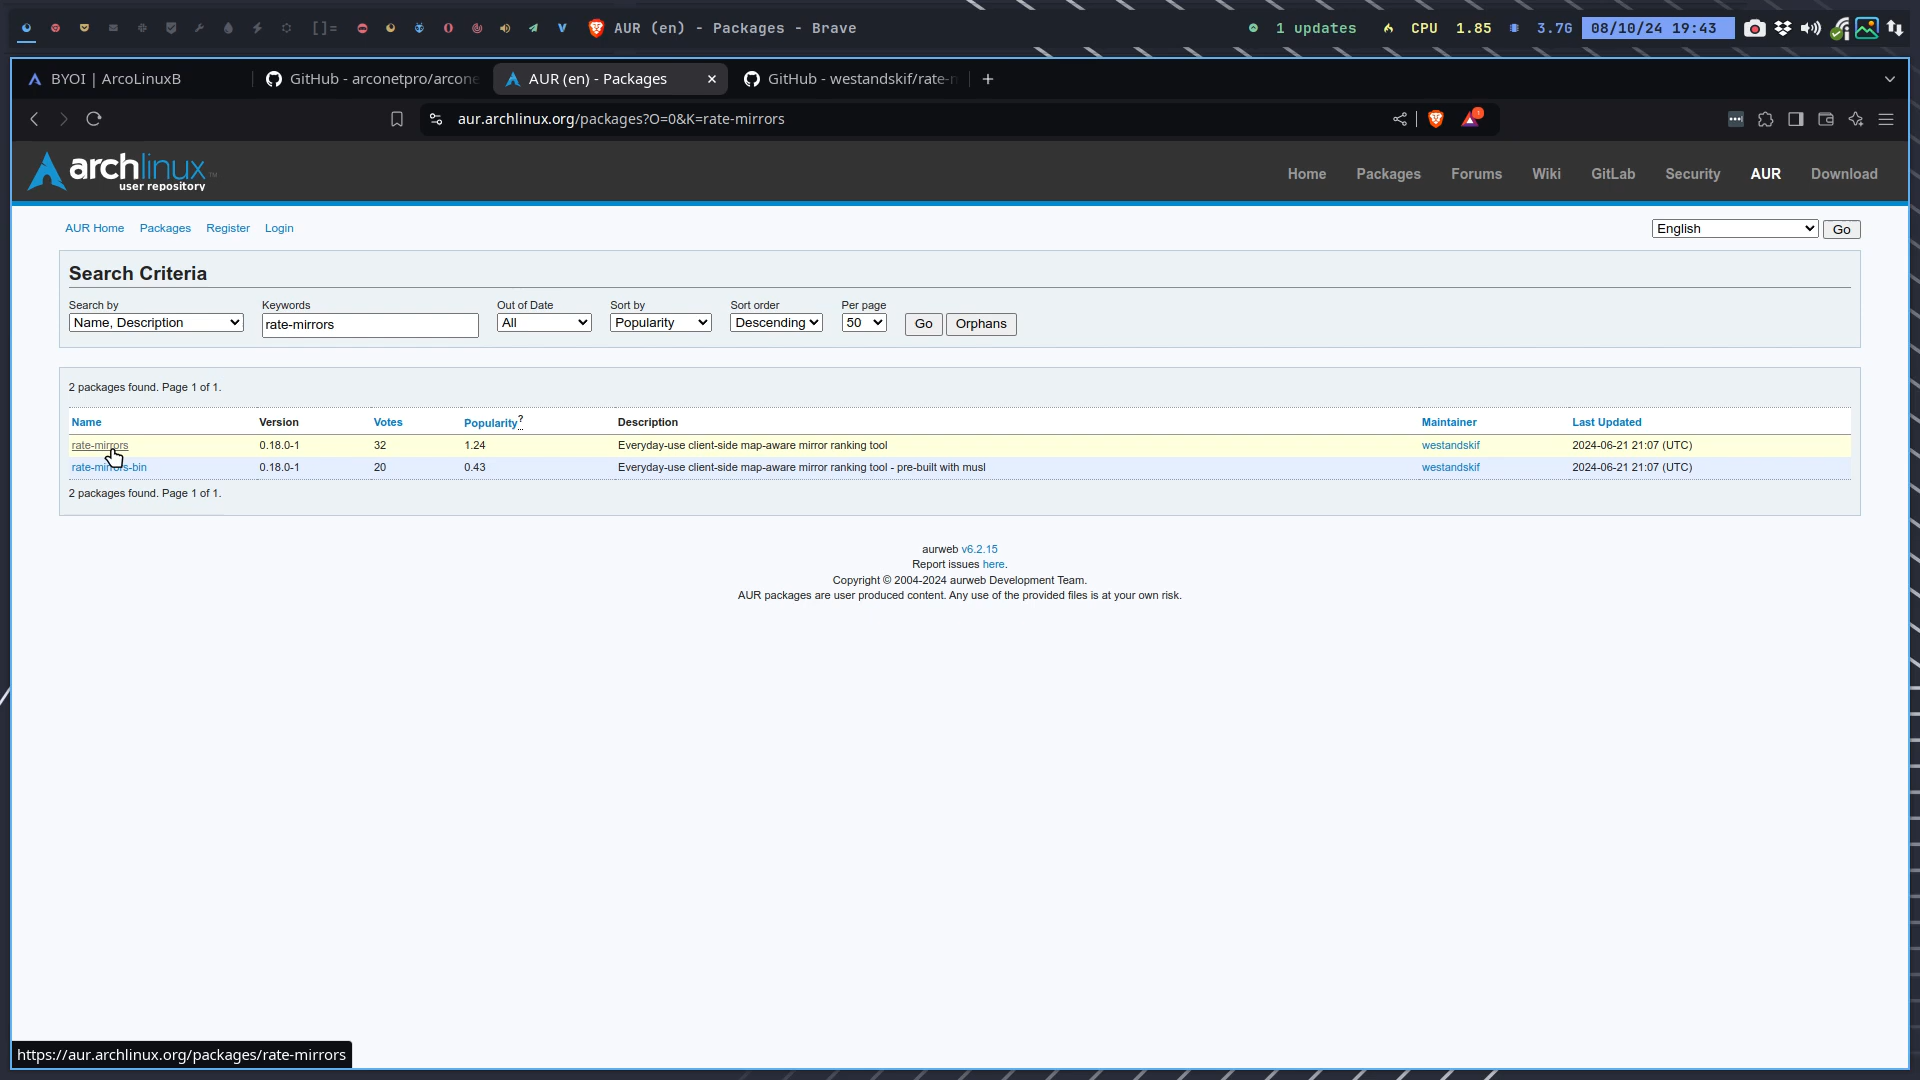 []= AUR (en) - Packages - Brave 1 updates CPU 1.85 3.7G 08/10/24 19:43
BYOI | ArcoLinuxB GitHub - arconetpro/arcone AUR (en) - Packages GitHub - westandskif/rate-m
aur.archlinux.org/packages?O=0&K=rate-mirrors
archlinux™
user repository
Home Packages Forums Wiki GitLab Security AUR Download
AUR Home Packages Register Login English Go
Search Criteria
Search by Keywords Out of Date Sort by Sort order Per page
Name, Description rate-mirrors All Popularity Descending 50 Go Orphans
2 packages found. Page 1 of 1.
Name Version Votes Popularity? Description Maintainer Last Updated
rate-mirrors 0.18.0-1 32 1.24 Everyday-use client-side map-aware mirror ranking tool westandskif 2024-06-21 21:07 (UTC)
rate-mirrors-bin 0.18.0-1 20 0.43 Everyday-use client-side map-aware mirror ranking tool - pre-built with musl westandskif 2024-06-21 21:07 (UTC)
2 packages found. Page 1 of 1.
aurweb v6.2.15
Report issues here.
Copyright © 2004-2024 aurweb Development Team.
AUR packages are user produced content. Any use of the provided files is at your own risk.
https://aur.archlinux.org/packages/rate-mirrors